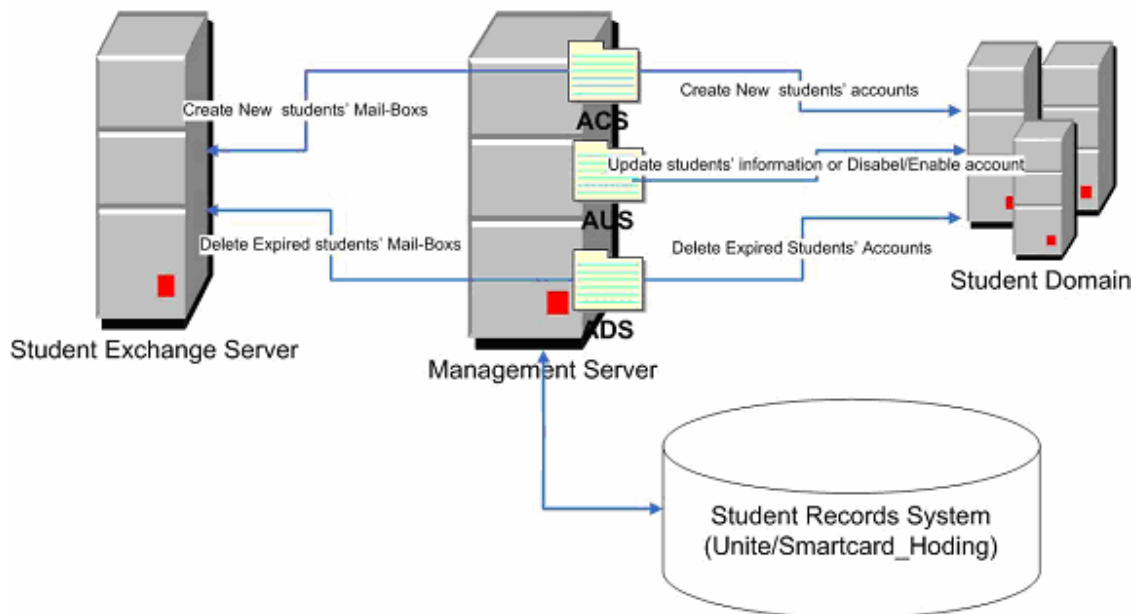 Create New students' Mail-Boxs
ACS
Create New students' accounts
Update students' information or Disabel/Enable account
AUS
Delete Expired students' Mail-Boxs
Delete Expired Students' Accounts
ADS
Student Domain
Student Exchange Server
Management Server
Student Records System
(Unite/Smartcard_Hoding)